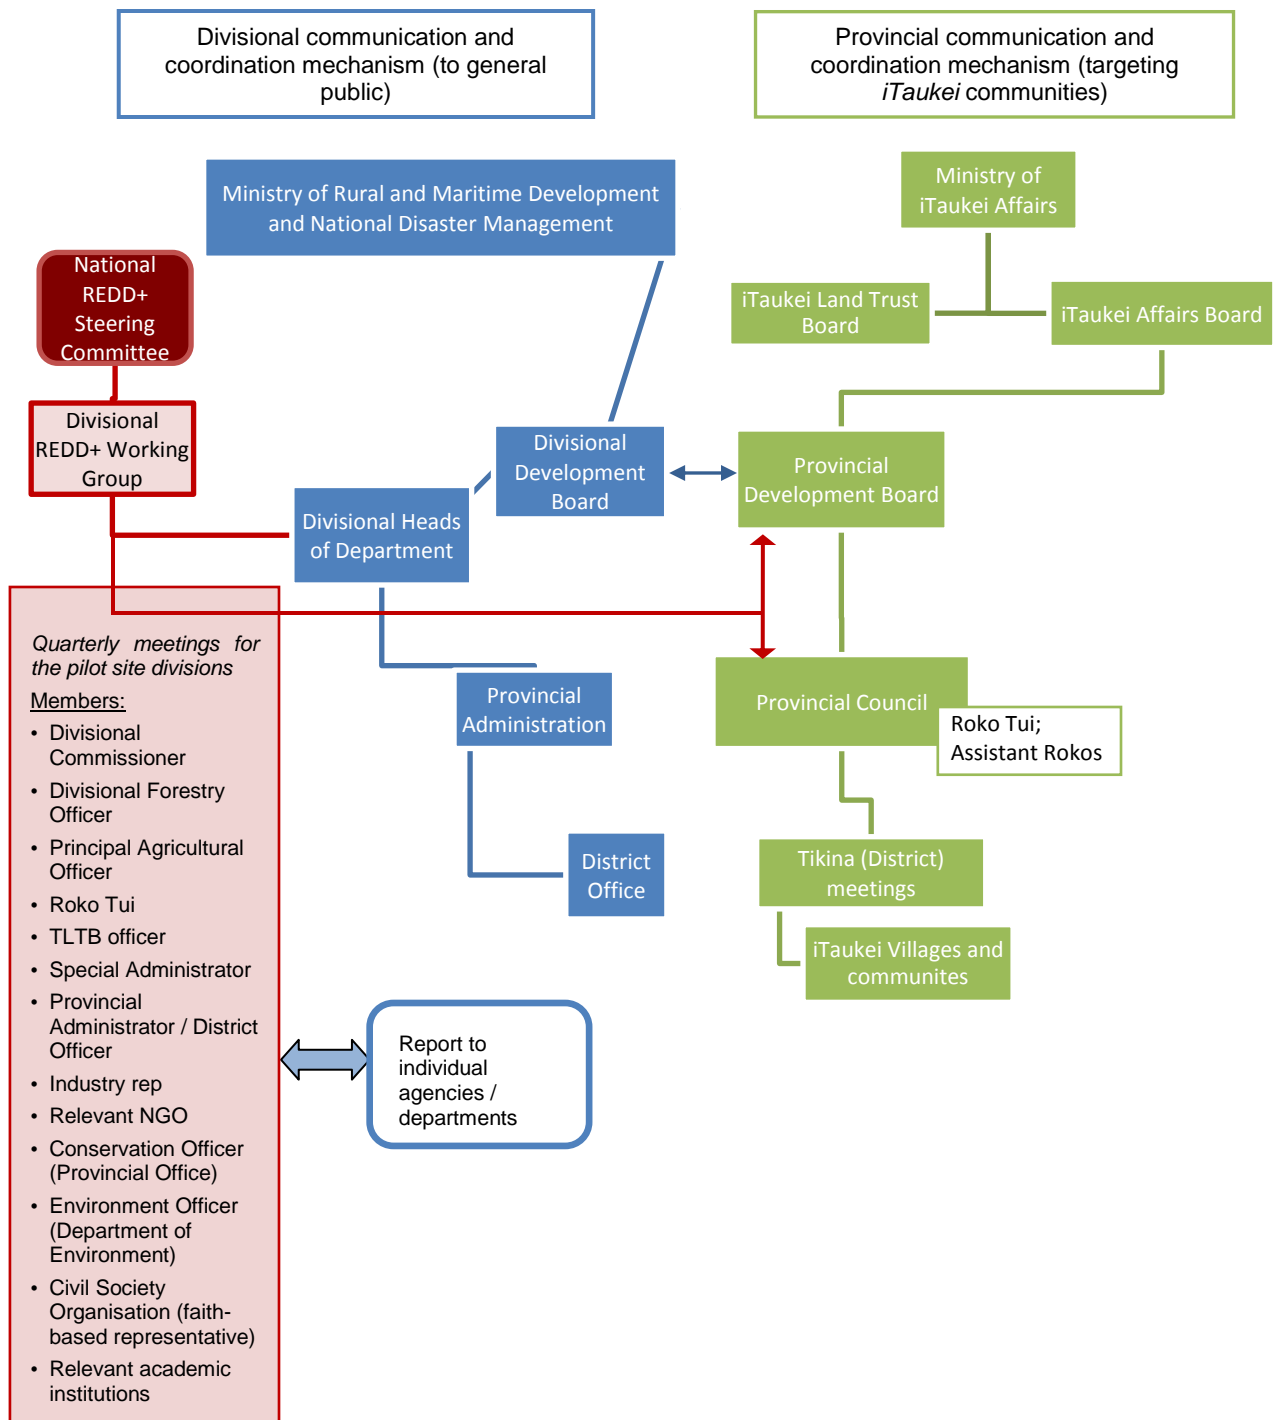 Divisional communication and
coordination mechanism (to general
public)
Provincial communication and
coordination mechanism (targeting
iTaukei communities)
Ministry of Rural and Maritime Development
and National Disaster Management
Ministry of
iTaukei Affairs
National
REDD+
Steering
Committee
iTaukei Land Trust
Board
iTaukei Affairs Board
Divisional
REDD+ Working
Group
Divisional
Development
Board
Provincial
Development Board
Divisional Heads
of Department
Quarterly meetings for
the pilot site divisions
Members:
• Divisional
Commissioner
• Divisional Forestry
Officer
• Principal Agricultural
Officer
• Roko Tui
• TLTB officer
• Special Administrator
• Provincial
Administrator / District
Officer
• Industry rep
• Relevant NGO
• Conservation Officer
(Provincial Office)
• Environment Officer
(Department of
Environment)
• Civil Society
Organisation (faith-
based representative)
• Relevant academic
institutions
Provincial
Administration
Provincial Council
Roko Tui;
Assistant Rokos
District
Office
Tikina (District)
meetings
iTaukei Villages and
communites
Report to
individual
agencies /
departments